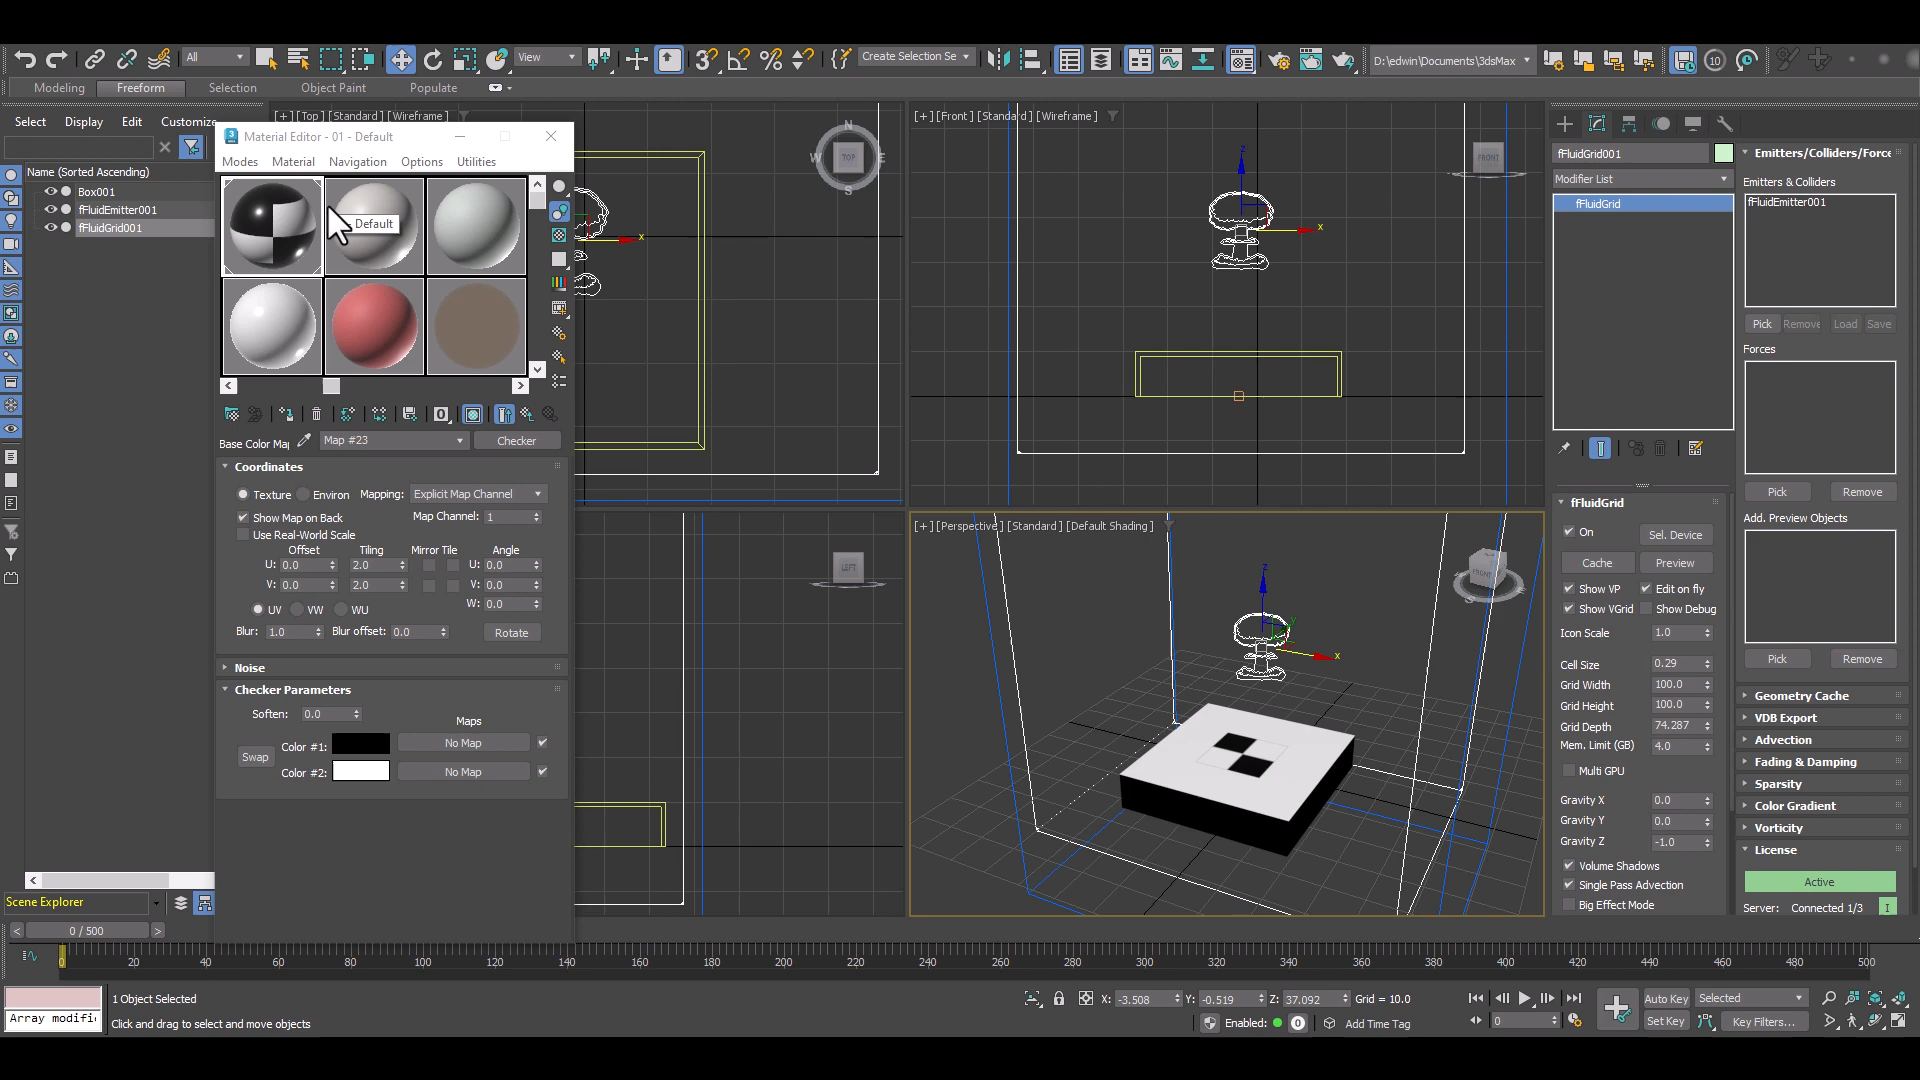 All
View
Create Selection Se
D:\edwin\Documents\3dsMax
Modeling
Freeform
Selection
Object Paint
Populate
Select
Display
Edit
Customize
Name (Sorted Ascending)
Box001
fFluidEmitter001
fFluidGrid001
[+] [Top] [Standard] [Wireframe]
Material Editor - 01 - Default
Modes
Material
Navigation
Options
Utilities
Default
Base Color Map
Map #23
Checker
Coordinates
Texture
Environ
Mapping:
Explicit Map Channel
Show Map on Back
Map Channel: 1
Use Real-World Scale
Offset
Tiling
Mirror Tile
Angle
U: 0.0
2.0
U: 0.0
V: 0.0
2.0
V: 0.0
W: 0.0
UV
VW
WU
Blur: 1.0
Blur offset: 0.0
Rotate
Noise
Checker Parameters
Soften: 0.0
Maps
Swap
Color #1:
No Map
Color #2:
No Map
N
W
TOP
E
S
x
LEFT
[+] [Front] [Standard] [Wireframe]
FRONT
z
x
[+] [Perspective] [Standard] [Default Shading]
FRONT
S
z
y
x
fFluidGrid001
Modifier List
fFluidGrid
fFluidGrid
On
Sel. Device
Cache
Preview
Show VP
Edit on fly
Show VGrid
Show Debug
Icon Scale
1.0
Cell Size
0.29
Grid Width
100.0
Grid Height
100.0
Grid Depth
74.287
Mem. Limit (GB)
4.0
Multi GPU
Gravity X
0.0
Gravity Y
0.0
Gravity Z
-1.0
Volume Shadows
Single Pass Advection
Big Effect Mode
Emitters/Colliders/Force
Emitters & Colliders
fFluidEmitter001
Pick
Remove
Load
Save
Forces
Pick
Remove
Add. Preview Objects
Pick
Remove
Geometry Cache
VDB Export
Advection
Fading & Damping
Sparsity
Color Gradient
Vorticity
License
Active
Server:
Connected 1/3
I
Scene Explorer
0 / 500
0
20
40
60
80
100
120
140
160
180
200
220
240
260
280
300
320
340
360
380
400
420
440
460
480
500
Array modifi
1 Object Selected
Click and drag to select and move objects
X: -3.508
Y: -0.519
Z: 37.092
Grid = 10.0
Enabled:
0
Add Time Tag
0
Auto Key
Selected
Set Key
Key Filters...